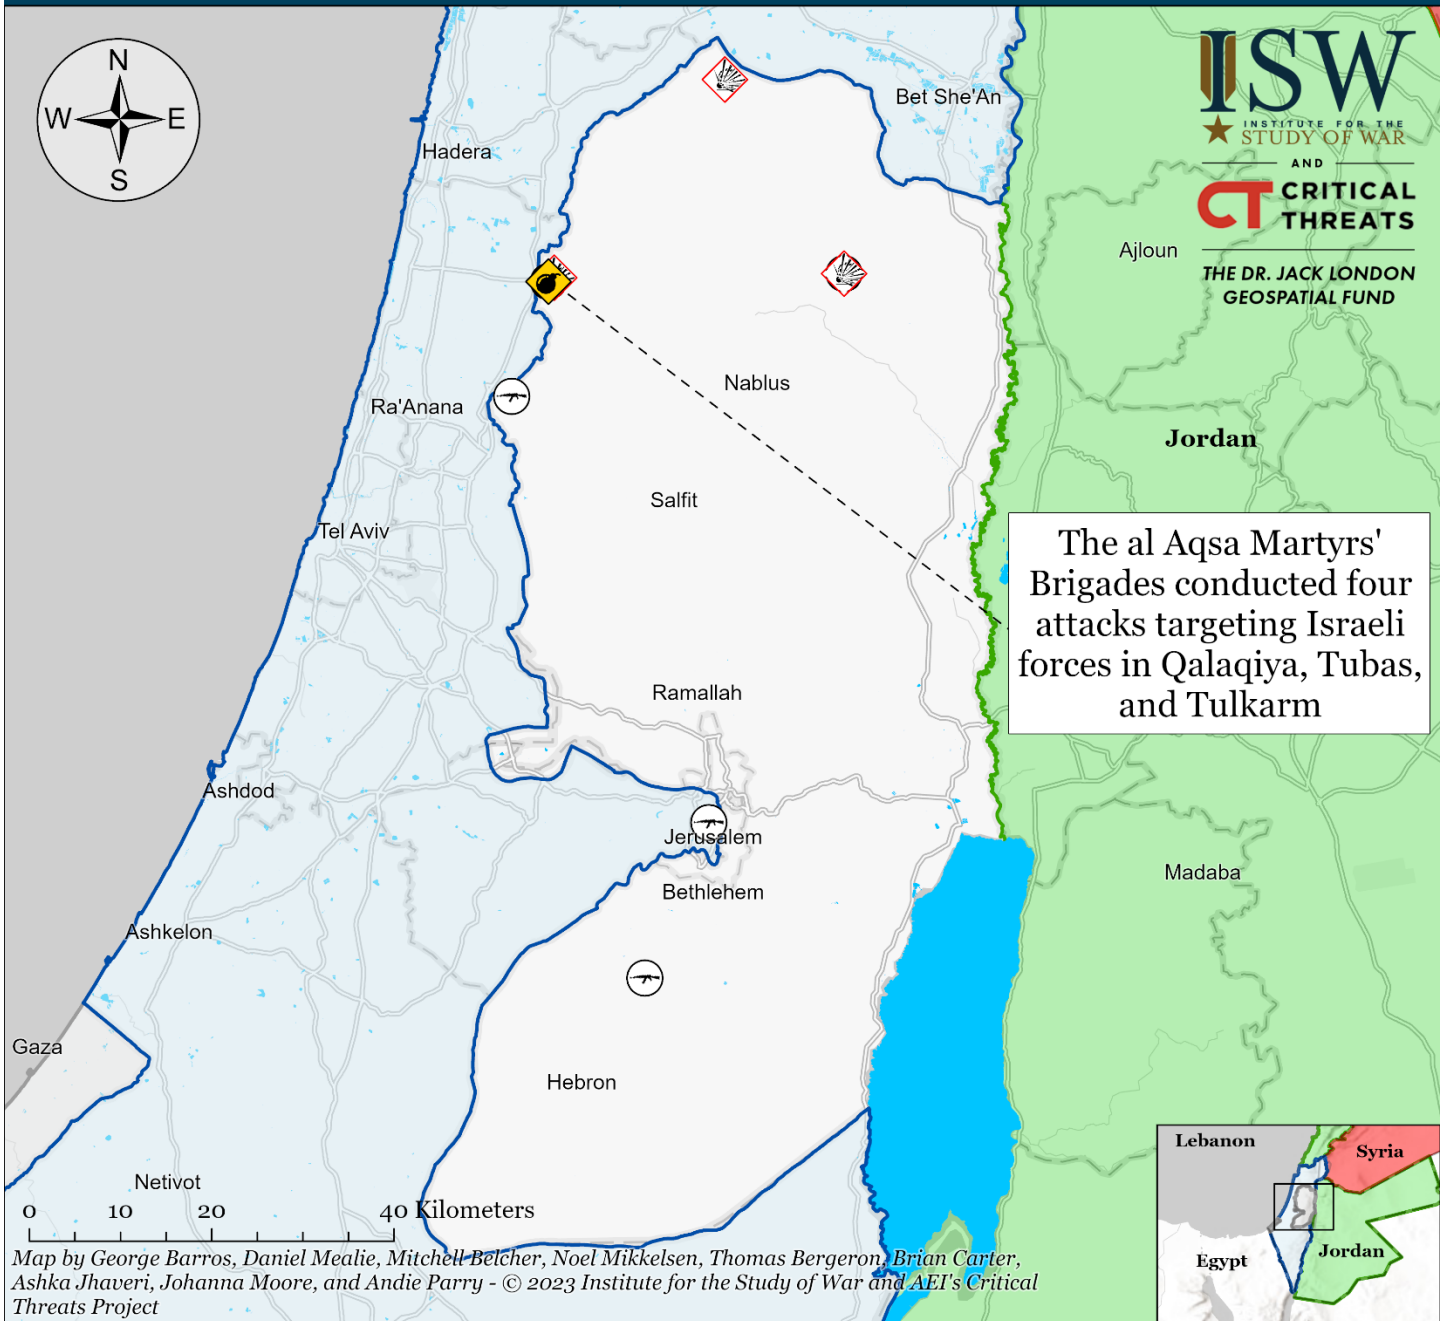 N
W E
S
Hadera
Bet She'An
ISW
INSTITUTE FOR THE
STUDY OF WAR
AND
CT CRITICAL
THREATS
THE DR. JACK LONDON
GEOSPATIAL FUND
Ajloun
Nablus
Ra'Anana
Jordan
Salfit
Tel Aviv
The al Aqsa Martyrs'
Brigades conducted four
attacks targeting Israeli
forces in Qalaqiya, Tubas,
and Tulkarm
Ramallah
Ashdod
Jerusalem
Bethlehem
Madaba
Ashkelon
Gaza
Hebron
Netivot
Lebanon
Syria
Egypt
Jordan
0 10 20 40 Kilometers
Map by George Barros, Daniel Mealie, Mitchell Belcher, Noel Mikkelsen, Thomas Bergeron, Brian Carter,
Ashka Jhaveri, Johanna Moore, and Andie Parry - © 2023 Institute for the Study of War and AEI's Critical
Threats Project